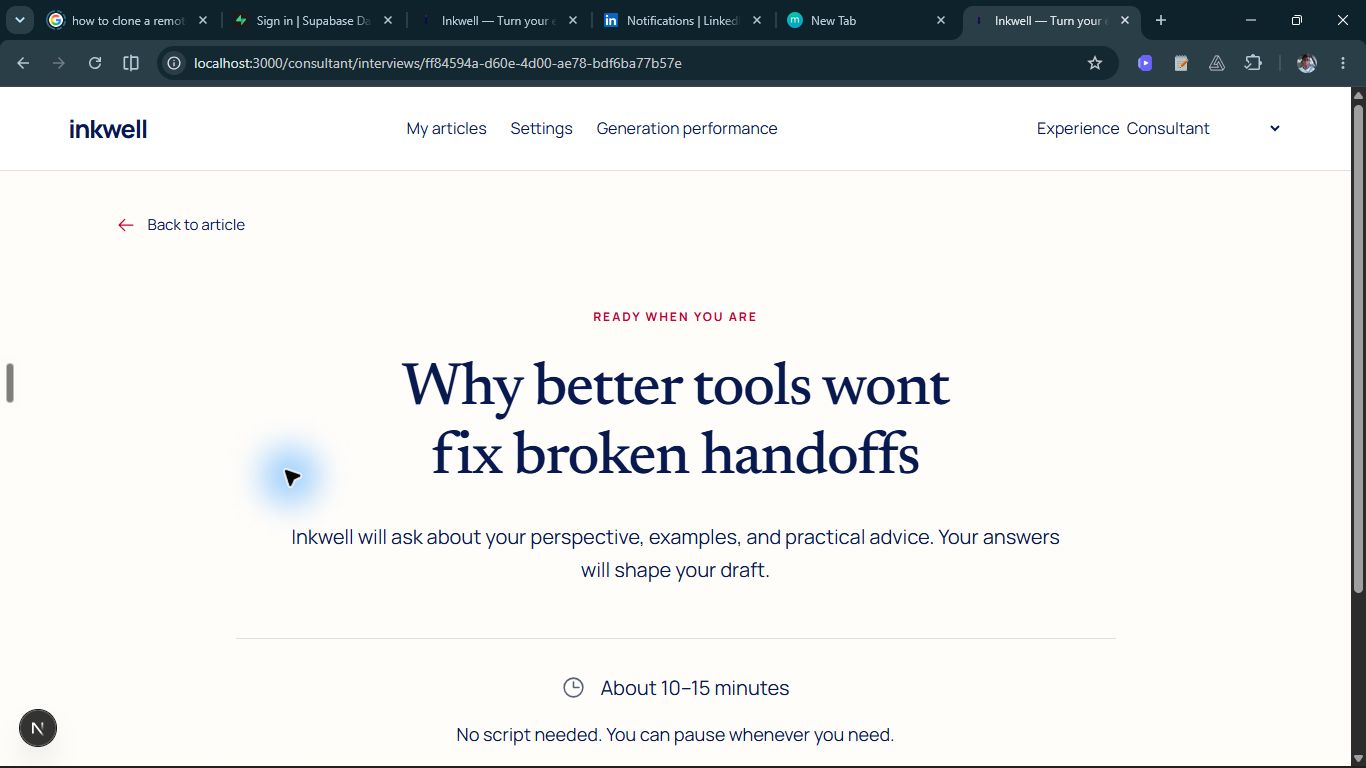 how to clone a remot
Sign in | Supabase Da
Inkwell — Turn your e
Notifications | LinkedI
New Tab
Inkwell — Turn your e
localhost:3000/consultant/interviews/ff84594a-d60e-4d00-ae78-bdf6ba77b57e
inkwell
My articles
Settings
Generation performance
Experience Consultant
Back to article
READY WHEN YOU ARE
Why better tools wont
fix broken handoffs
Inkwell will ask about your perspective, examples, and practical advice. Your answers
will shape your draft.
About 10–15 minutes
No script needed. You can pause whenever you need.
N